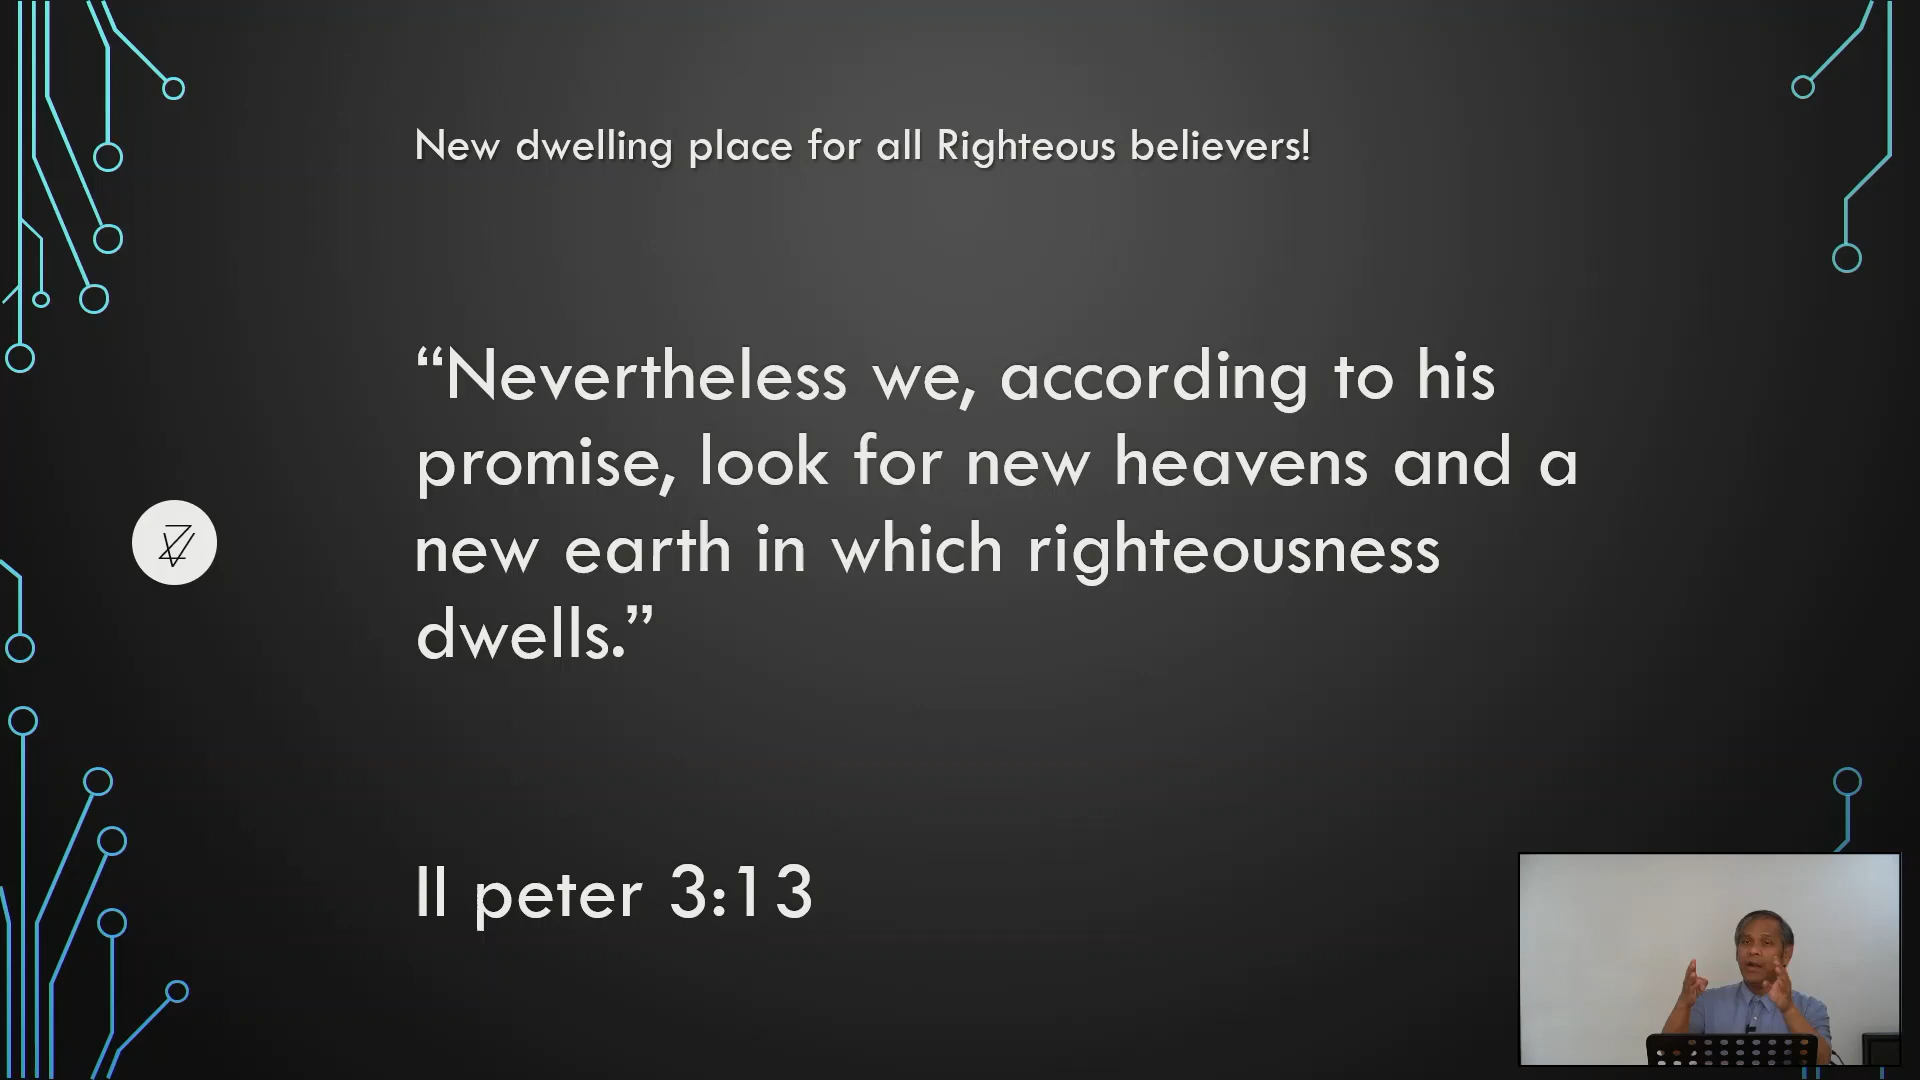 New dwelling place for all Righteous believers!
“Nevertheless we, according to his
promise, look for new heavens and a
new earth in which righteousness
dwells.”
II peter 3:13